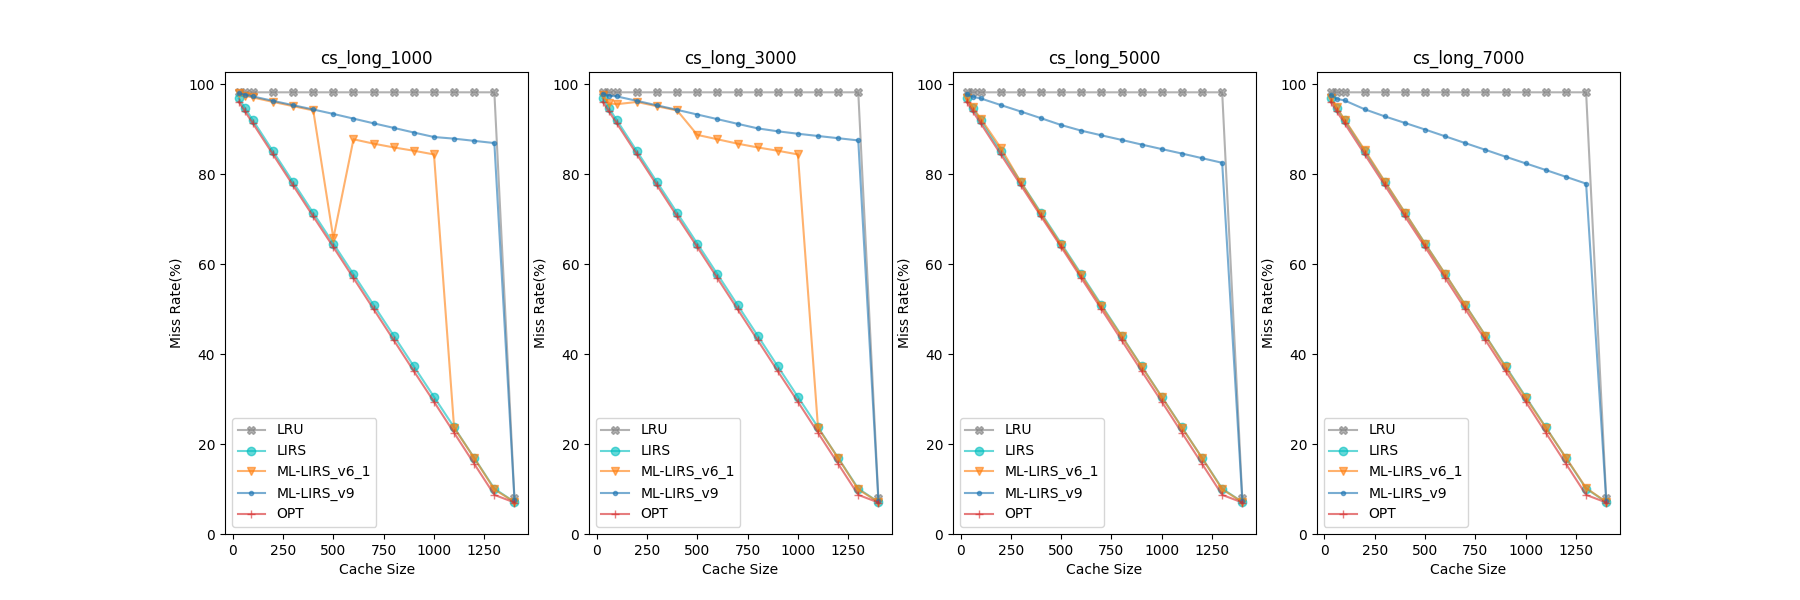 cs_long_1000
100
80
60
40
20
0
Miss Rate(%)
LRU
LIRS
ML-LIRS_v6_1
ML-LIRS_v9
OPT
0 250 500 750 1000 1250
Cache Size
cs_long_3000
100
80
60
40
20
0
Miss Rate(%)
LRU
LIRS
ML-LIRS_v6_1
ML-LIRS_v9
OPT
0 250 500 750 1000 1250
Cache Size
cs_long_5000
100
80
60
40
20
0
Miss Rate(%)
LRU
LIRS
ML-LIRS_v6_1
ML-LIRS_v9
OPT
0 250 500 750 1000 1250
Cache Size
cs_long_7000
100
80
60
40
20
0
Miss Rate(%)
LRU
LIRS
ML-LIRS_v6_1
ML-LIRS_v9
OPT
0 250 500 750 1000 1250
Cache Size